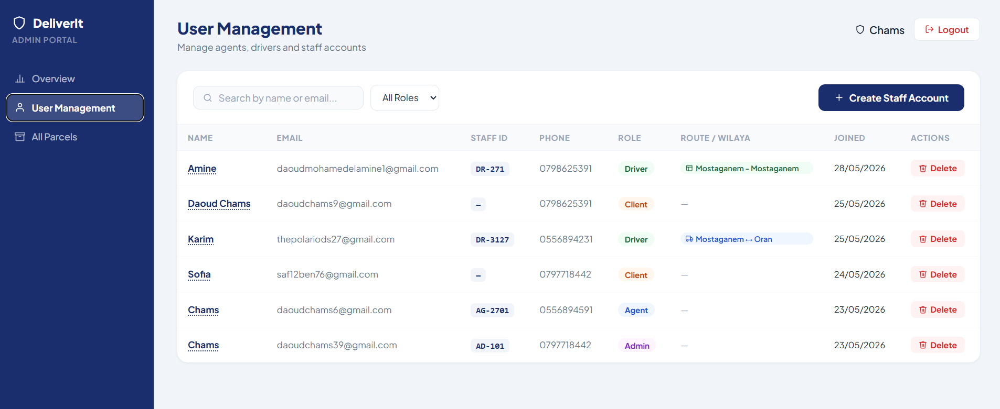 DeliverIt
ADMIN PORTAL
Overview
User Management
All Parcels
User Management
Manage agents, drivers and staff accounts
Chams
Logout
Search by name or email...
All Roles
+ Create Staff Account
NAME EMAIL STAFF ID PHONE ROLE ROUTE / WILAYA JOINED ACTIONS
Amine daoudmohamedelamine1@gmail.com DR-271 0798625391 Driver Mostaganem - Mostaganem 28/05/2026 Delete
Daoud Chams daoudchams9@gmail.com – 0798625391 Client — 25/05/2026 Delete
Karim thepolariods27@gmail.com DR-3127 0556894231 Driver Mostaganem ↔ Oran 25/05/2026 Delete
Sofia saf12ben76@gmail.com – 0797718442 Client — 24/05/2026 Delete
Chams daoudchams6@gmail.com AG-2701 0556894591 Agent — 23/05/2026 Delete
Chams daoudchams39@gmail.com AD-101 0797718442 Admin — 23/05/2026 Delete